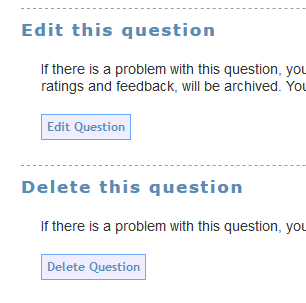 Edit this question
If there is a problem with this question, you
ratings and feedback, will be archived. You
Edit Question
Delete this question
If there is a problem with this question, you
Delete Question